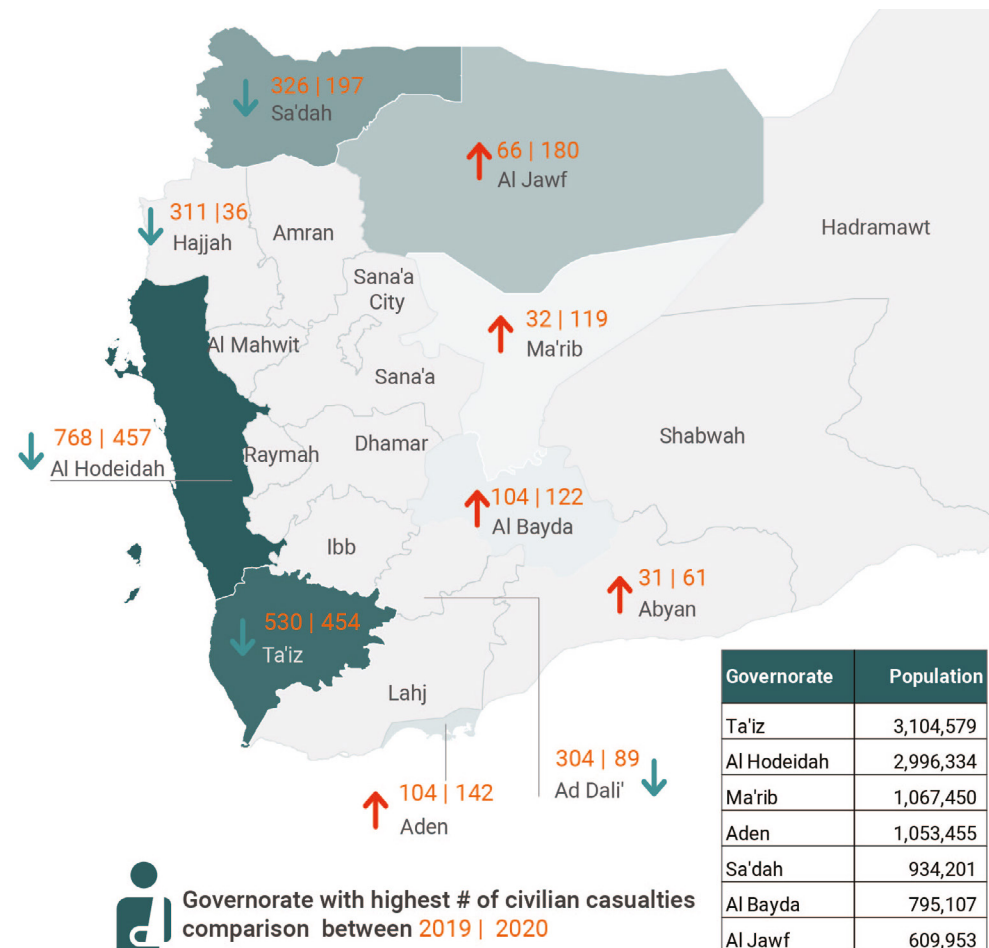 326 | 197
Sa'dah
66 | 180
Al Jawf
311 |36
Hajjah
Amran
Hadramawt
Sana'a
City
32 | 119
Ma'rib
Al Mahwit
Sana'a
768 | 457
Al Hodeidah
Raymah
Dhamar
Shabwah
104 | 122
Al Bayda
Ibb
31 | 61
Abyan
530 | 454
Ta'iz
Lahj
304 | 89
Ad Dali'
104 | 142
Aden
Governorate Population
Ta'iz 3,104,579
Al Hodeidah 2,996,334
Ma'rib 1,067,450
Aden 1,053,455
Sa'dah 934,201
Al Bayda 795,107
Al Jawf 609,953
Governorate with highest # of civilian casualties
comparison between 2019 | 2020